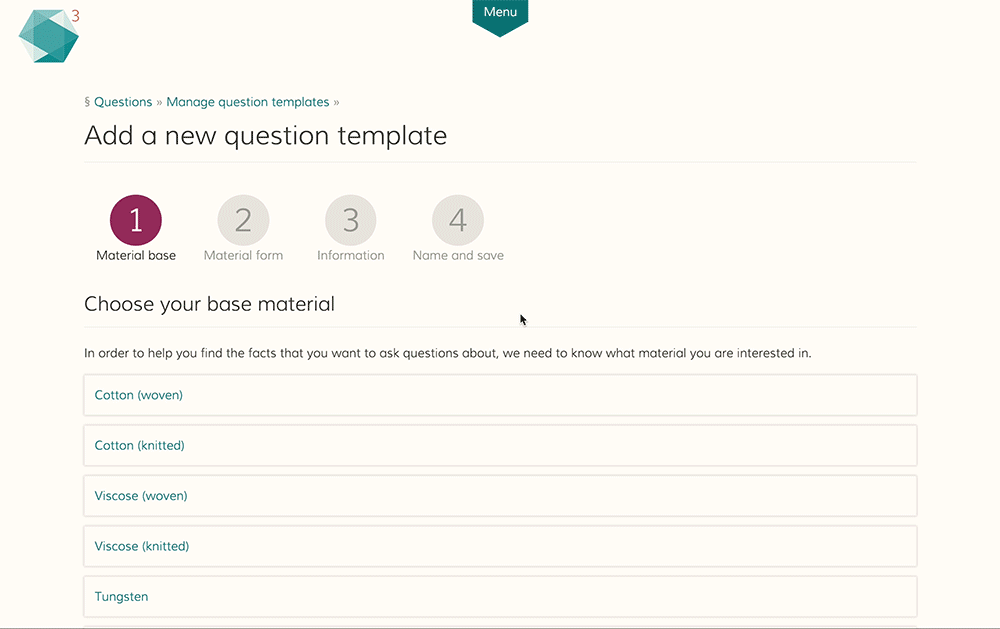 3
Menu
§ Questions » Manage question templates »
Add a new question template
1 2 3 4
Material base Material form Information Name and save
Choose your base material
In order to help you find the facts that you want to ask questions about, we need to know what material you are interested in.
Cotton (woven)
Cotton (knitted)
Viscose (woven)
Viscose (knitted)
Tungsten